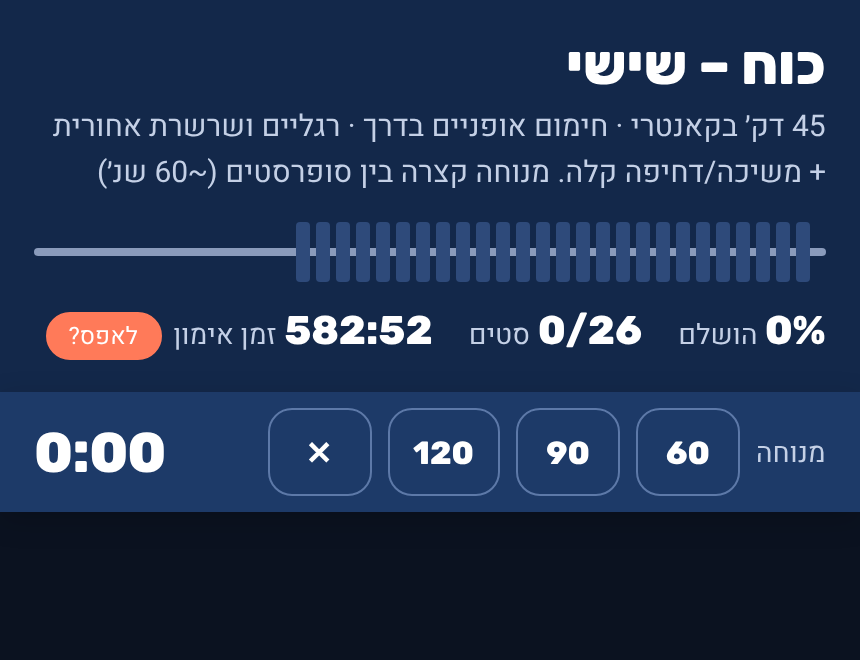 כוח – שישי
45 דק׳ בקאנטרי · חימום אופניים בדרך · רגליים ושרשרת אחורית
+ משיכה/דחיפה קלה. מנוחה קצרה בין סופרסטים (~60 שנ׳)
0% הושלם 0/26 סטים 582:52 זמן אימון לאפס?
מנוחה 60 90 120 ✕ 0:00